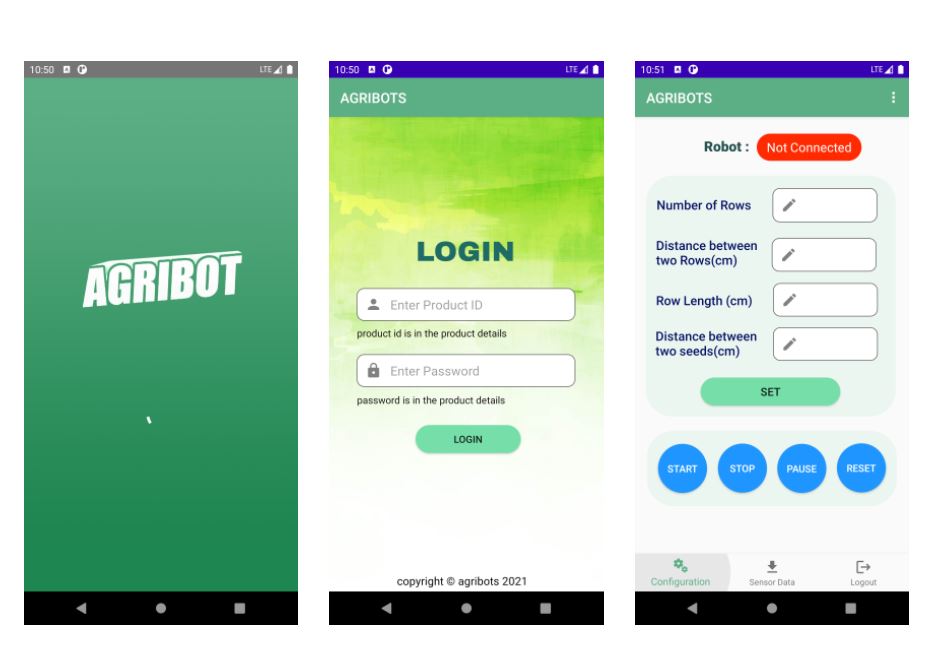 10:50
LTE
AGRIBOT
10:50
LTE
AGRIBOTS
LOGIN
Enter Product ID
product id is in the product details
Enter Password
password is in the product details
LOGIN
copyright © agribots 2021
10:51
LTE
AGRIBOTS
Robot : Not Connected
Number of Rows
Distance between
two Rows(cm)
Row Length (cm)
Distance between
two seeds(cm)
SET
START STOP PAUSE RESET
Configuration Sensor Data Logout